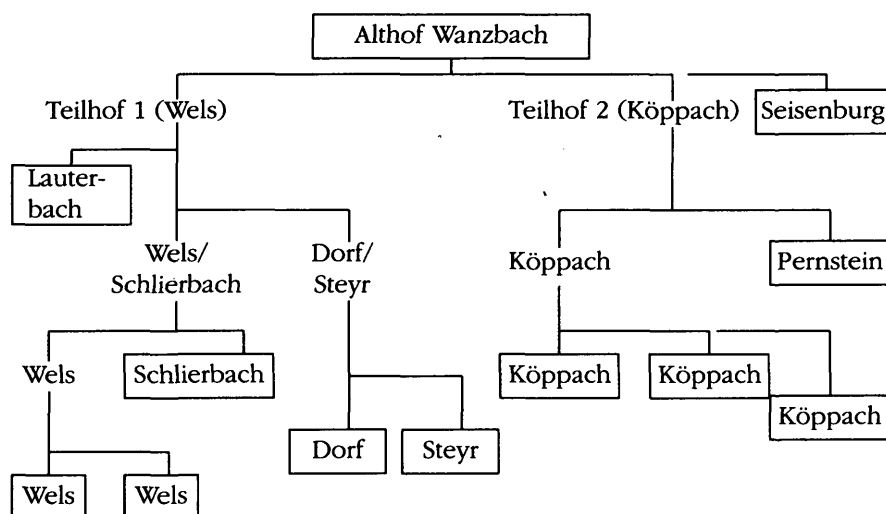 Althof Wanzbach
Teilhof 1 (Wels)
Teilhof 2 (Köppach)
Seisenburg
Lauter-
bach
Wels/
Schlierbach
Dorf/
Steyr
Köppach
Pernstein
Wels
Schlierbach
Köppach
Köppach
Köppach
Dorf
Steyr
Wels
Wels